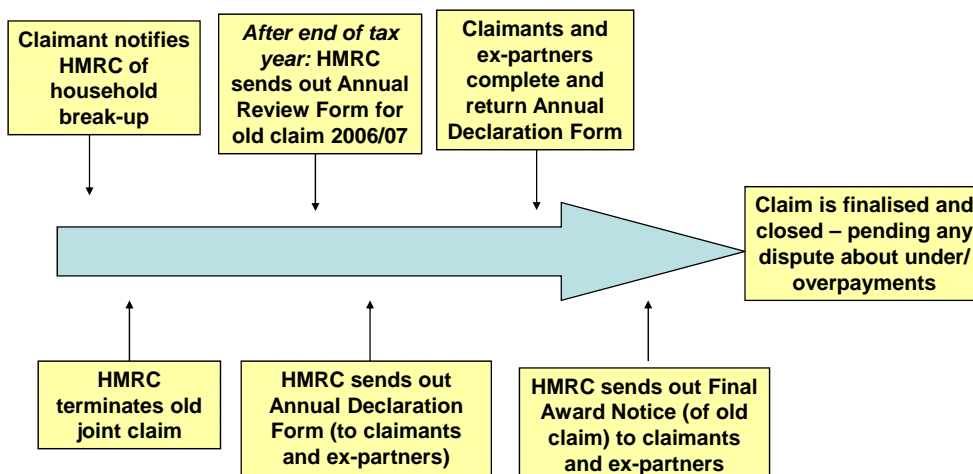 Claimant notifies
HMRC of
household
break-up
After end of tax
year: HMRC
sends out Annual
Review Form for
old claim 2006/07
Claimants and
ex-partners
complete and
return Annual
Declaration Form
Claim is finalised and
closed – pending any
dispute about under/
overpayments
HMRC
terminates old
joint claim
HMRC sends out
Annual Declaration
Form (to claimants
and ex-partners)
HMRC sends out Final
Award Notice (of old
claim) to claimants
and ex-partners